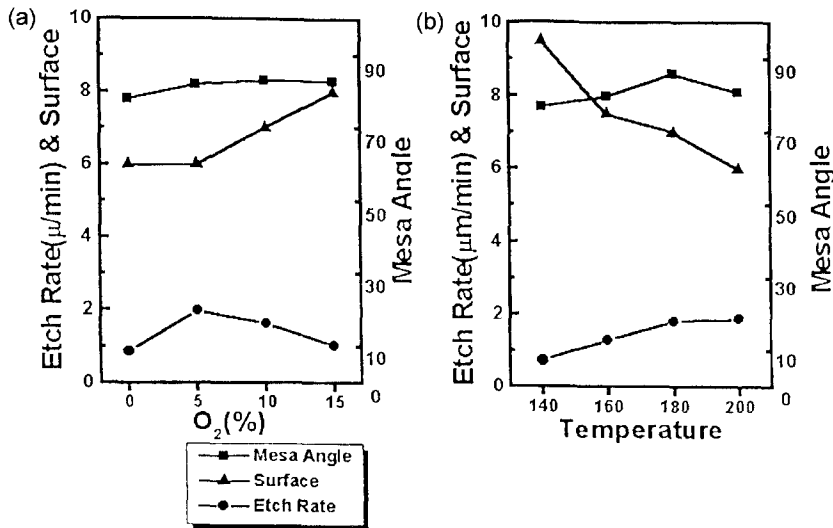 (a)
Etch Rate(μ/min) & Surface
10
8
6
4
2
0
90
70
50
30
10
0
Mesa Angle
0 5 10 15
O₂(%)
(b)
Etch Rate(μm/min) & Surface
10
8
6
4
2
0
90
70
50
30
10
0
Mesa Angle
140 160 180 200
Temperature
Mesa Angle
Surface
Etch Rate